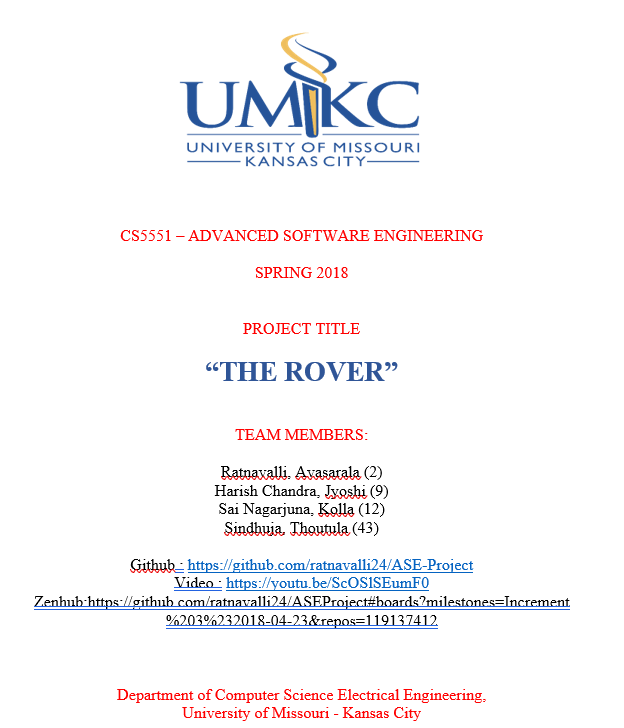 UMKC
UNIVERSITY OF MISSOURI
KANSAS CITY
CS5551 – ADVANCED SOFTWARE ENGINEERING
SPRING 2018
PROJECT TITLE
“THE ROVER”
TEAM MEMBERS:
Ratnavalli, Avasarala (2)
Harish Chandra, Jyoshi (9)
Sai Nagarjuna, Kolla (12)
Sindhuja, Thoutula (43)
Github : https://github.com/ratnavalli24/ASE-Project
Video : https://youtu.be/ScOSlSEumF0
Zenhub:https://github.com/ratnavalli24/ASEProject#boards?milestones=Increment
%203%232018-04-23&repos=119137412
Department of Computer Science Electrical Engineering,
University of Missouri - Kansas City